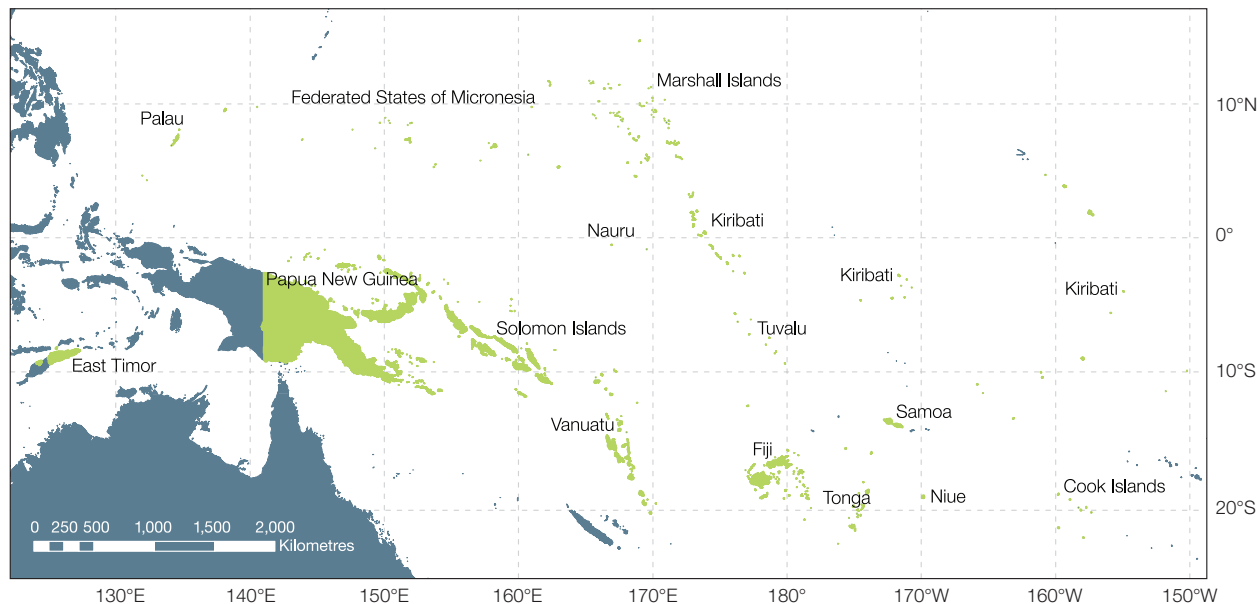 Marshall Islands
Federated States of Micronesia
10°N
Palau
Kiribati
Nauru
0°
Kiribati
Papua New Guinea
Kiribati
Solomon Islands
Tuvalu
East Timor
10°S
Samoa
Vanuatu
Fiji
Cook Islands
Tonga
Niue
20°S
0 250 500 1,000 1,500 2,000
Kilometres
130°E 140°E 150°E 160°E 170°E 180° 170°W 160°W 150°W